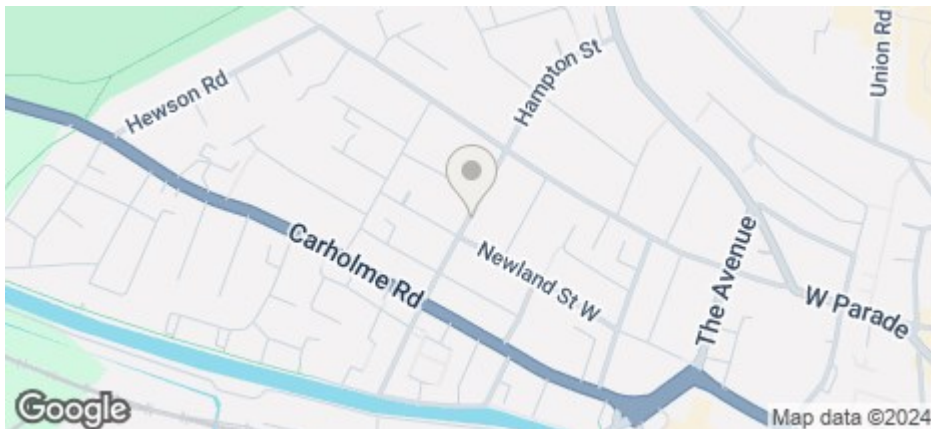 Union Rd
Hampton St
Hewson Rd
Carholme Rd
Newland St W
The Avenue
W Parade
Google
Map data ©2024